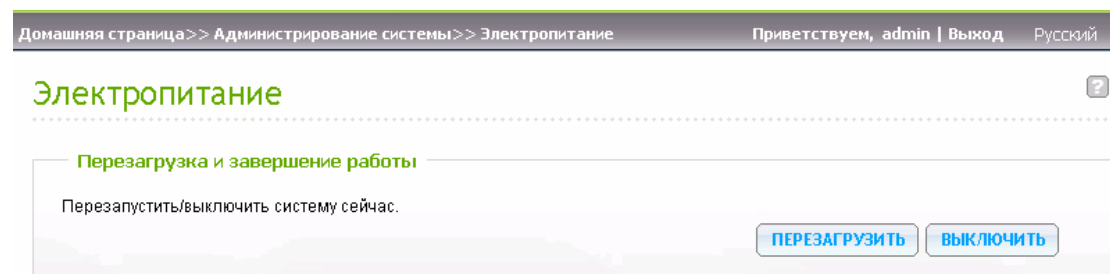 Домашняя страница>> Администрирование системы>> Электропитание Приветствуем, admin | Выход Русский
Электропитание ?
Перезагрузка и завершение работы
Перезапустить/выключить систему сейчас.
ПЕРЕЗАГРУЗИТЬ ВЫКЛЮЧИТЬ